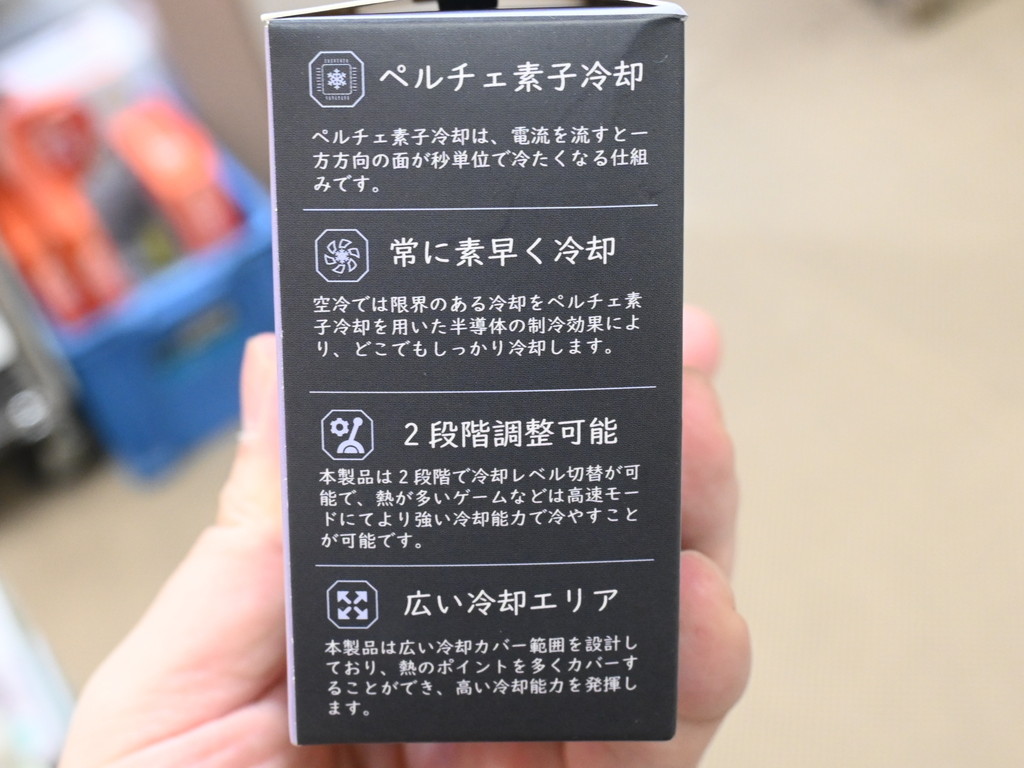 ペルチェ素子冷却
ペルチェ素子冷却は、電流を流すと一
方方向の面が秒単位で冷たくなる仕組
みです。
常に素早く冷却
空冷では限界のある冷却をペルチェ素
子冷却を用いた半導体の制冷効果によ
り、どこでもしっかり冷却します。
2段階調整可能
本製品は2段階で冷却レベル切替が可
能で、熱が多いゲームなどは高速モー
ドにてより強い冷却能力で冷やすこと
が可能です。
広い冷却エリア
本製品は広い冷却カバー範囲を設計し
ており、熱のポイントを多くカバーす
ることができ、高い冷却能力を発揮し
ます。